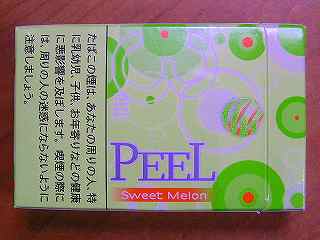 たばこの煙は、あなたの周りの人、特
に乳幼児、子供、お年寄りなどの健康
に悪影響を及ぼします。喫煙の際に
は、周りの人の迷惑にならないように
注意しましょう。
PEEL
Sweet Melon